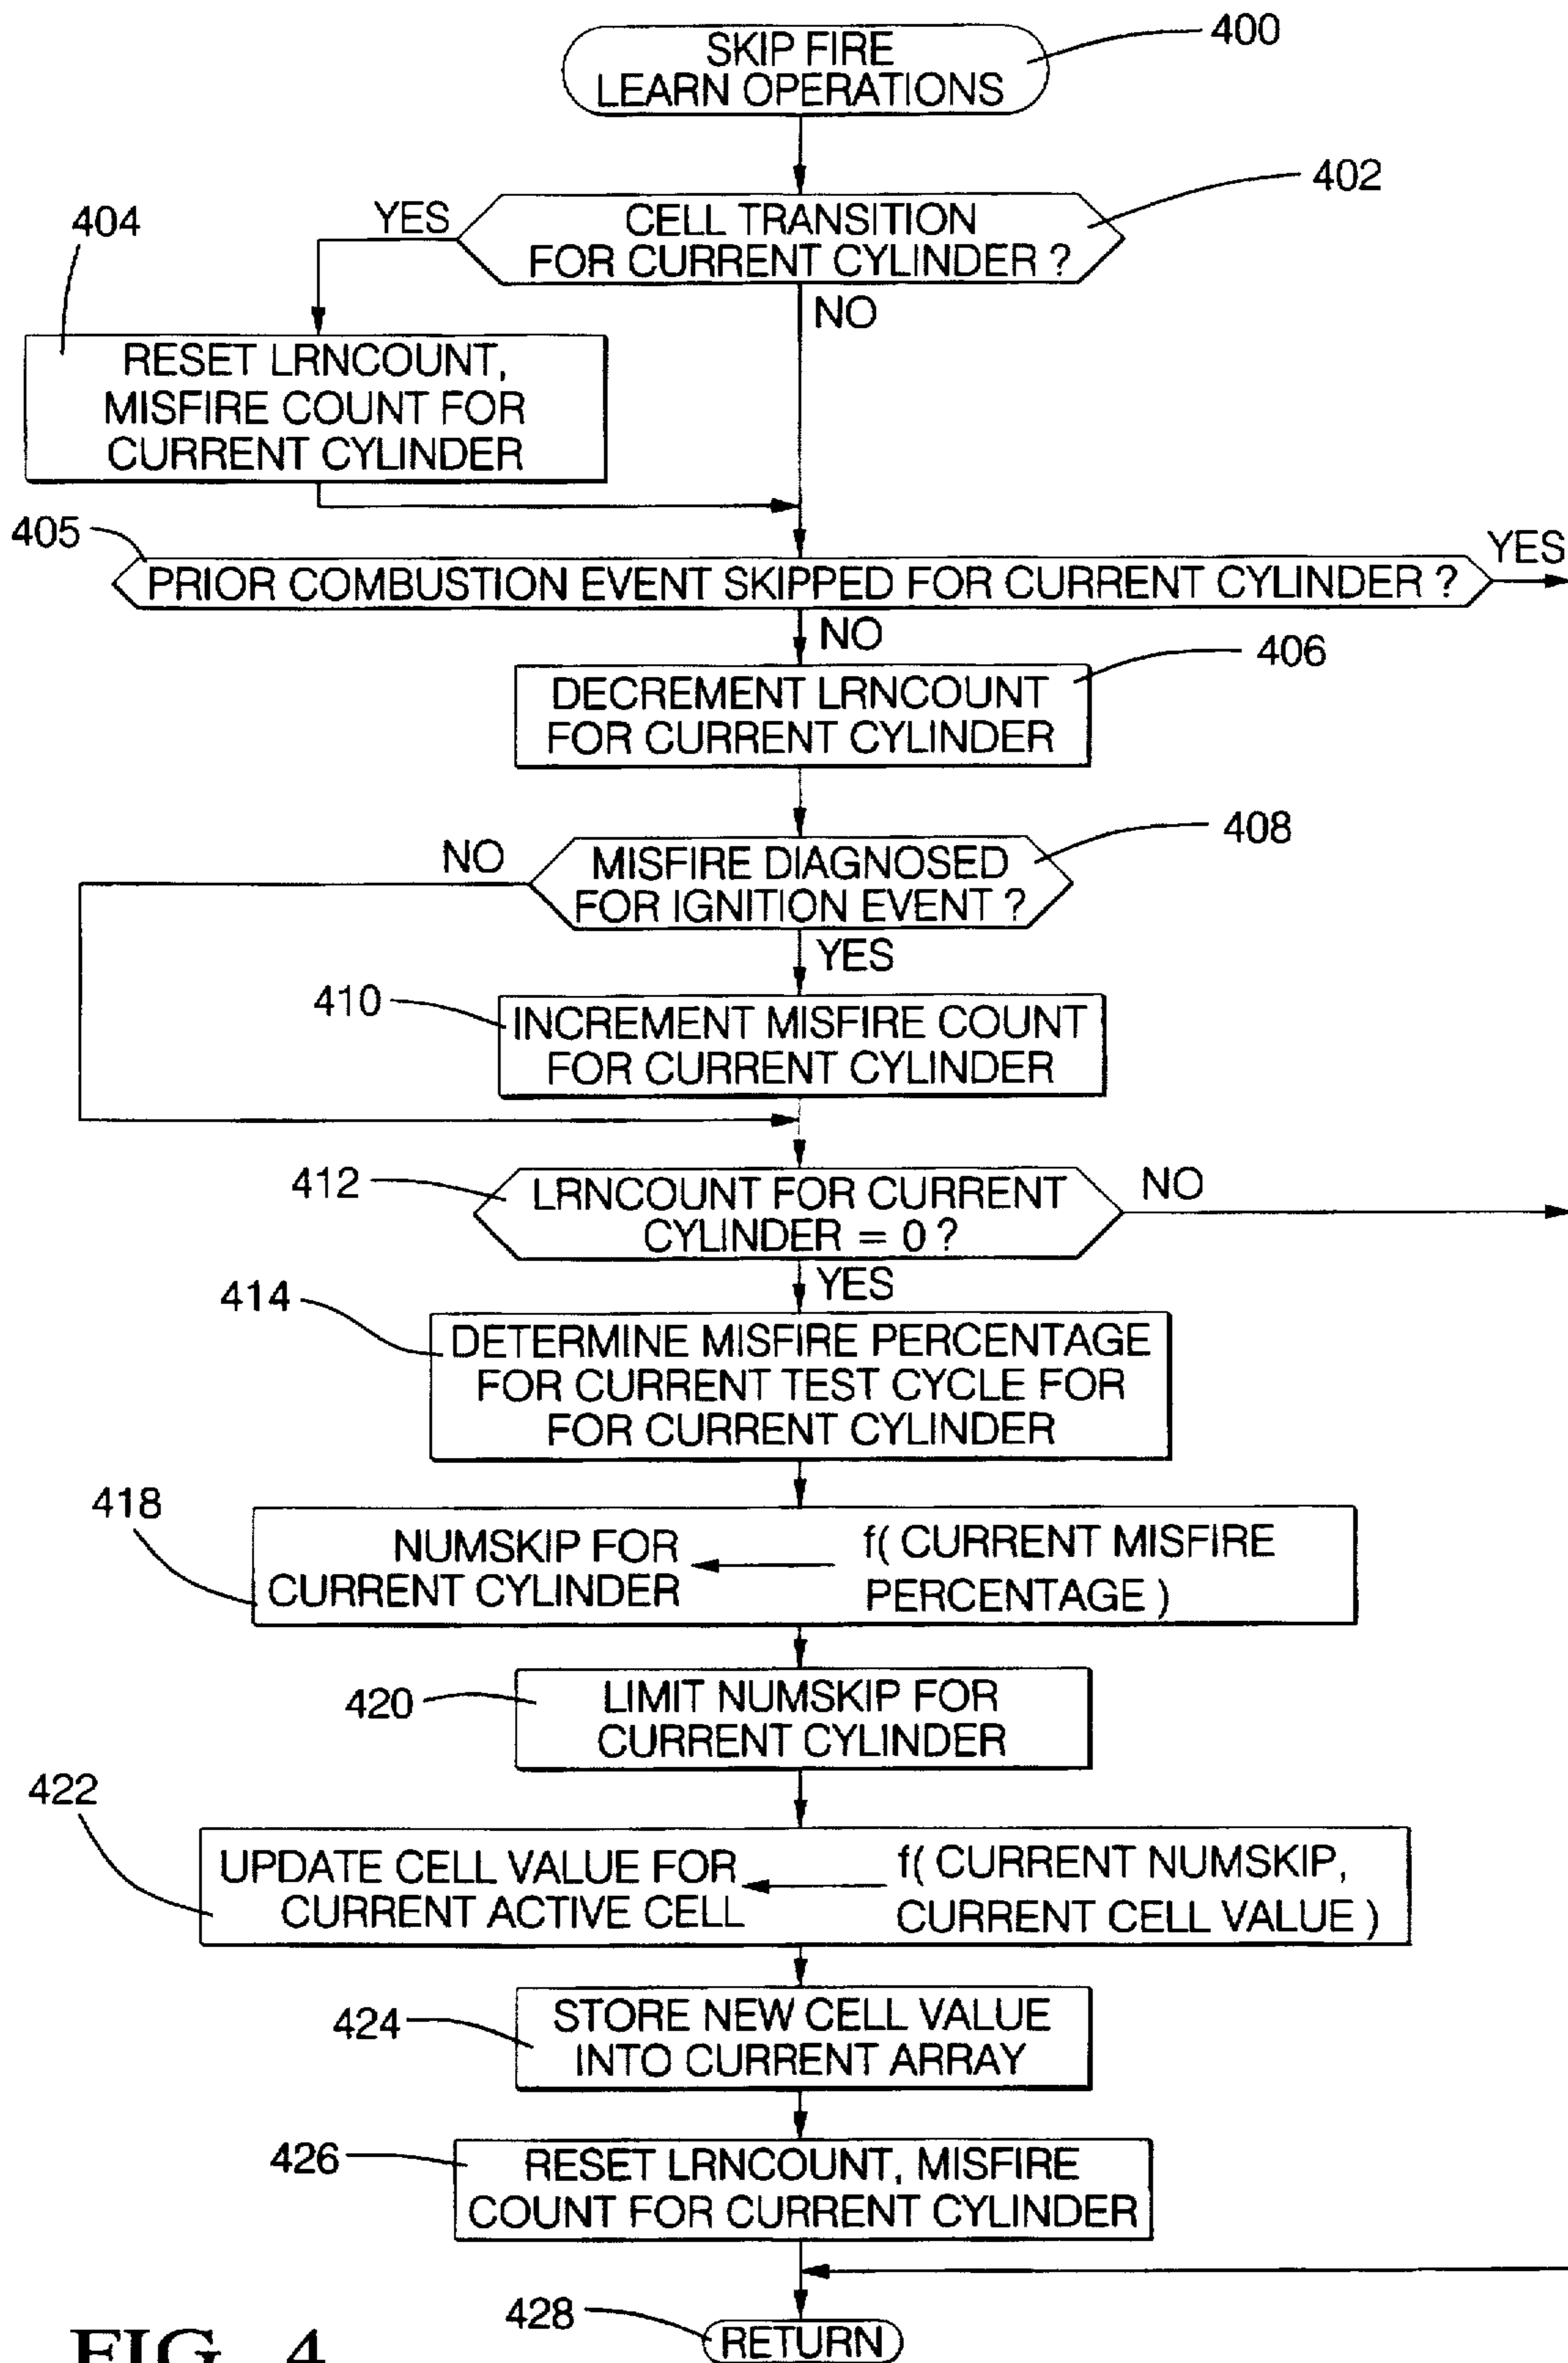 SKIP FIRE
LEARN OPERATIONS
400
402
CELL TRANSITION
FOR CURRENT CYLINDER ?
YES
NO
404
RESET LRNCOUNT,
MISFIRE COUNT FOR
CURRENT CYLINDER
405
PRIOR COMBUSTION EVENT SKIPPED FOR CURRENT CYLINDER ?
YES
NO
406
DECREMENT LRNCOUNT
FOR CURRENT CYLINDER
408
NO
MISFIRE DIAGNOSED
FOR IGNITION EVENT ?
YES
410
INCREMENT MISFIRE COUNT
FOR CURRENT CYLINDER
412
LRNCOUNT FOR CURRENT
CYLINDER = 0 ?
NO
YES
414
DETERMINE MISFIRE PERCENTAGE
FOR CURRENT TEST CYCLE FOR
FOR CURRENT CYLINDER
418
NUMSKIP FOR
CURRENT CYLINDER
f( CURRENT MISFIRE
PERCENTAGE )
420
LIMIT NUMSKIP FOR
CURRENT CYLINDER
422
UPDATE CELL VALUE FOR
CURRENT ACTIVE CELL
f( CURRENT NUMSKIP,
CURRENT CELL VALUE )
424
STORE NEW CELL VALUE
INTO CURRENT ARRAY
426
RESET LRNCOUNT, MISFIRE
COUNT FOR CURRENT CYLINDER
428
RETURN
FIG. 4